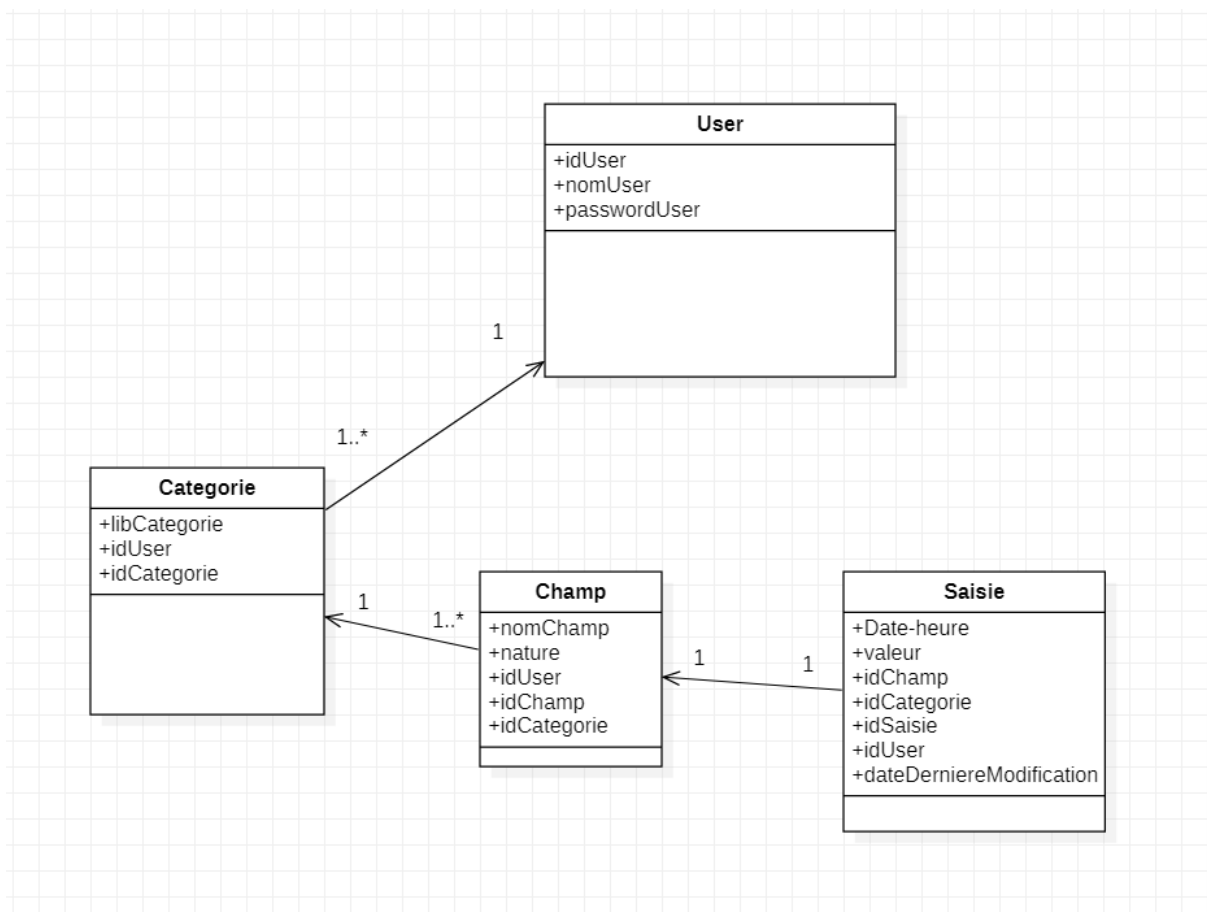 User
+idUser
+nomUser
+passwordUser
1
1..*
Categorie
+libCategorie
+idUser
+idCategorie
1
1..*
Champ
+nomChamp
+nature
+idUser
+idChamp
+idCategorie
1
1
Saisie
+Date-heure
+valeur
+idChamp
+idCategorie
+idSaisie
+idUser
+dateDerniereModification